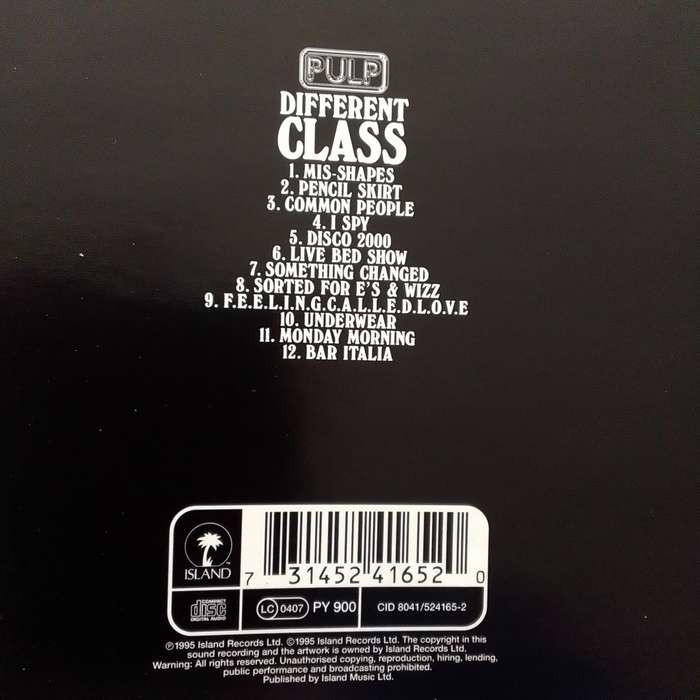 PULP
DIFFERENT
CLASS
1. MIS-SHAPES
2. PENCIL SKIRT
3. COMMON PEOPLE
4. I SPY
5. DISCO 2000
6. LIVE BED SHOW
7. SOMETHING CHANGED
8. SORTED FOR E'S & WIZZ
9. F.E.E.L.I.N.G.C.A.L.L.E.D.L.O.V.E
10. UNDERWEAR
11. MONDAY MORNING
12. BAR ITALIA
ISLAND™
7 31452 41652 0
COMPACT
disc
DIGITAL AUDIO
LC 0407 PY 900 CID 8041/524165-2
℗1995 Island Records Ltd. ©1995 Island Records Ltd. The copyright in this
sound recording and the artwork is owned by Island Records Ltd.
Warning: All rights reserved. Unauthorised copying, reproduction, hiring, lending,
public performance and broadcasting prohibited.
Published by Island Music Ltd.